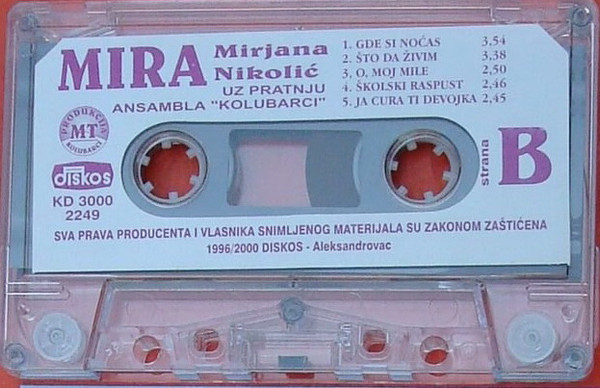 MIRA Mirjana Nikolić
UZ PRATNJU
ANSAMBLA "KOLUBARCI"
1. GDE SI NOĆAS 3,54
2. ŠTO DA ŽIVIM 3,38
3, O, MOJ MILE 2,50
4. ŠKOLSKI RASPUST 2,46
5. JA CURA TI DEVOJKA 2,45
PRODUKCIJA
MT
KOLUBARCI
DISKOS
KD 3000
2249
strana B
SVA PRAVA PRODUCENTA I VLASNIKA SNIMLJENOG MATERIJALA SU ZAKONOM ZAŠTIĆENA
1996/2000 DISKOS - Aleksandrovac